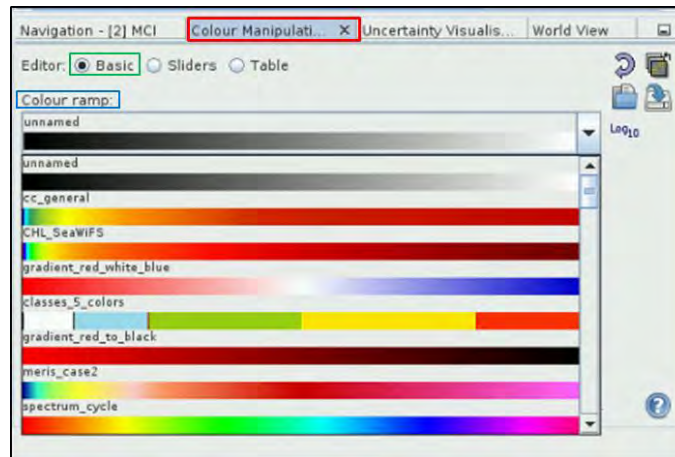 Navigation - [2] MCI Colour Manipulati... × Uncertainty Visualis... World View
Editor: Basic Sliders Table
Colour ramp:
unnamed
Log10
unnamed
cc_general
CHL_SeaWiFS
gradient_red_white_blue
classes_5_colors
gradient_red_to_black
meris_case2
spectrum_cycle
?